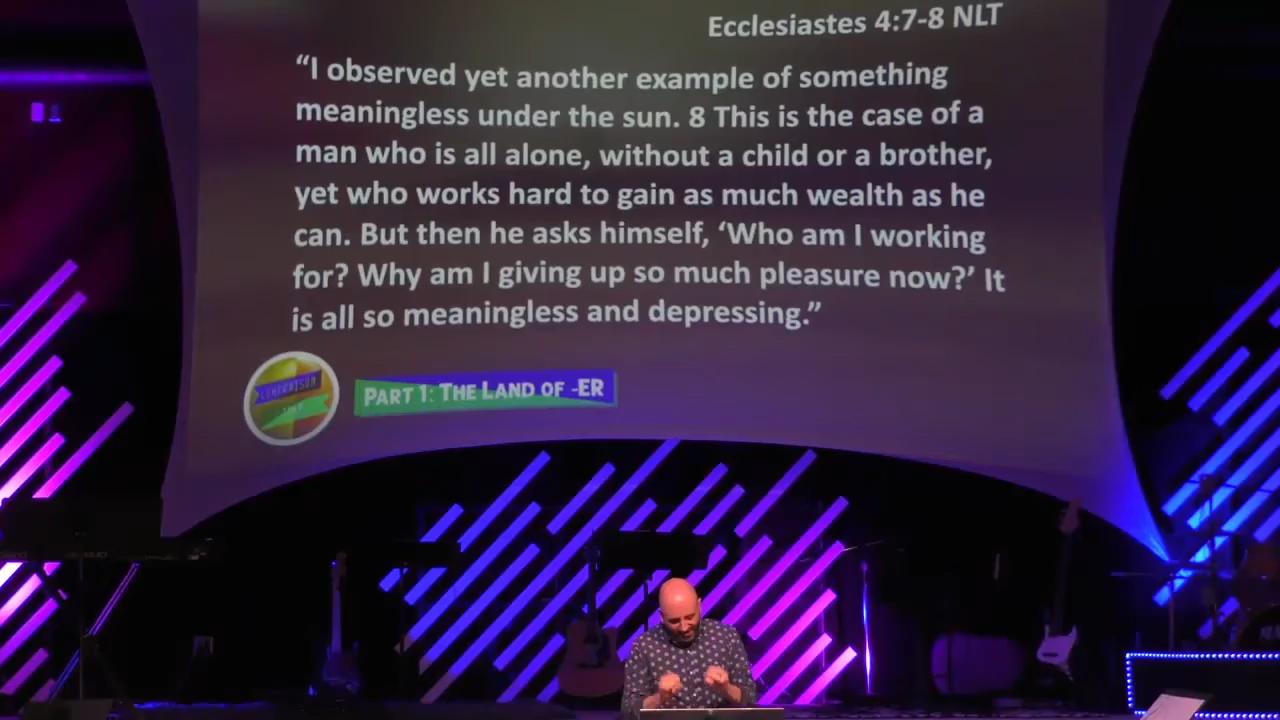 Ecclesiastes 4:7-8 NLT
“I observed yet another example of something
meaningless under the sun. 8 This is the case of a
man who is all alone, without a child or a brother,
yet who works hard to gain as much wealth as he
can. But then he asks himself, ‘Who am I working
for? Why am I giving up so much pleasure now?’ It
is all so meaningless and depressing.”
COMPARISON
TRAP
PART 1: THE LAND OF -ER